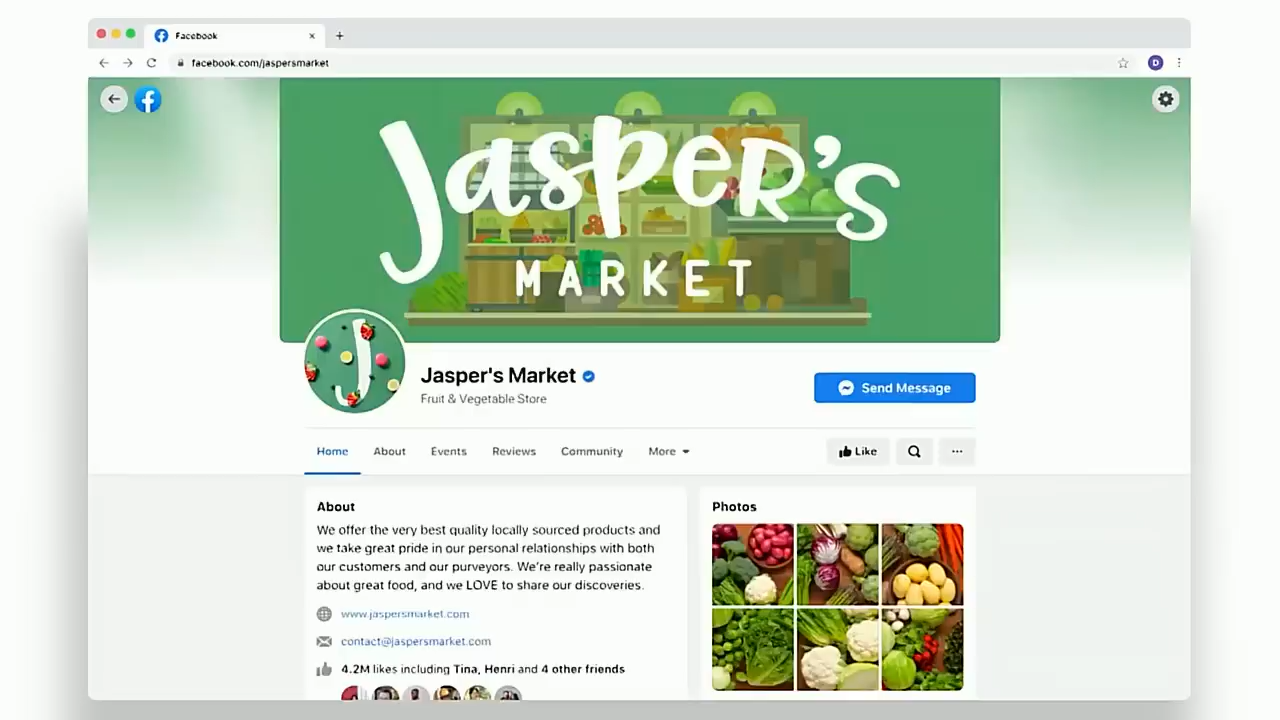 Facebook
facebook.com/jaspersmarket
D
Jasper's
MARKET
J
Jasper's Market
Fruit & Vegetable Store
Send Message
Home About Events Reviews Community More
Like
About
We offer the very best quality locally sourced products and
we take great pride in our personal relationships with both
our customers and our purveyors. We're really passionate
about great food, and we LOVE to share our discoveries.
www.jaspersmarket.com
contact@jaspersmarket.com
4.2M likes including Tina, Henri and 4 other friends
Photos